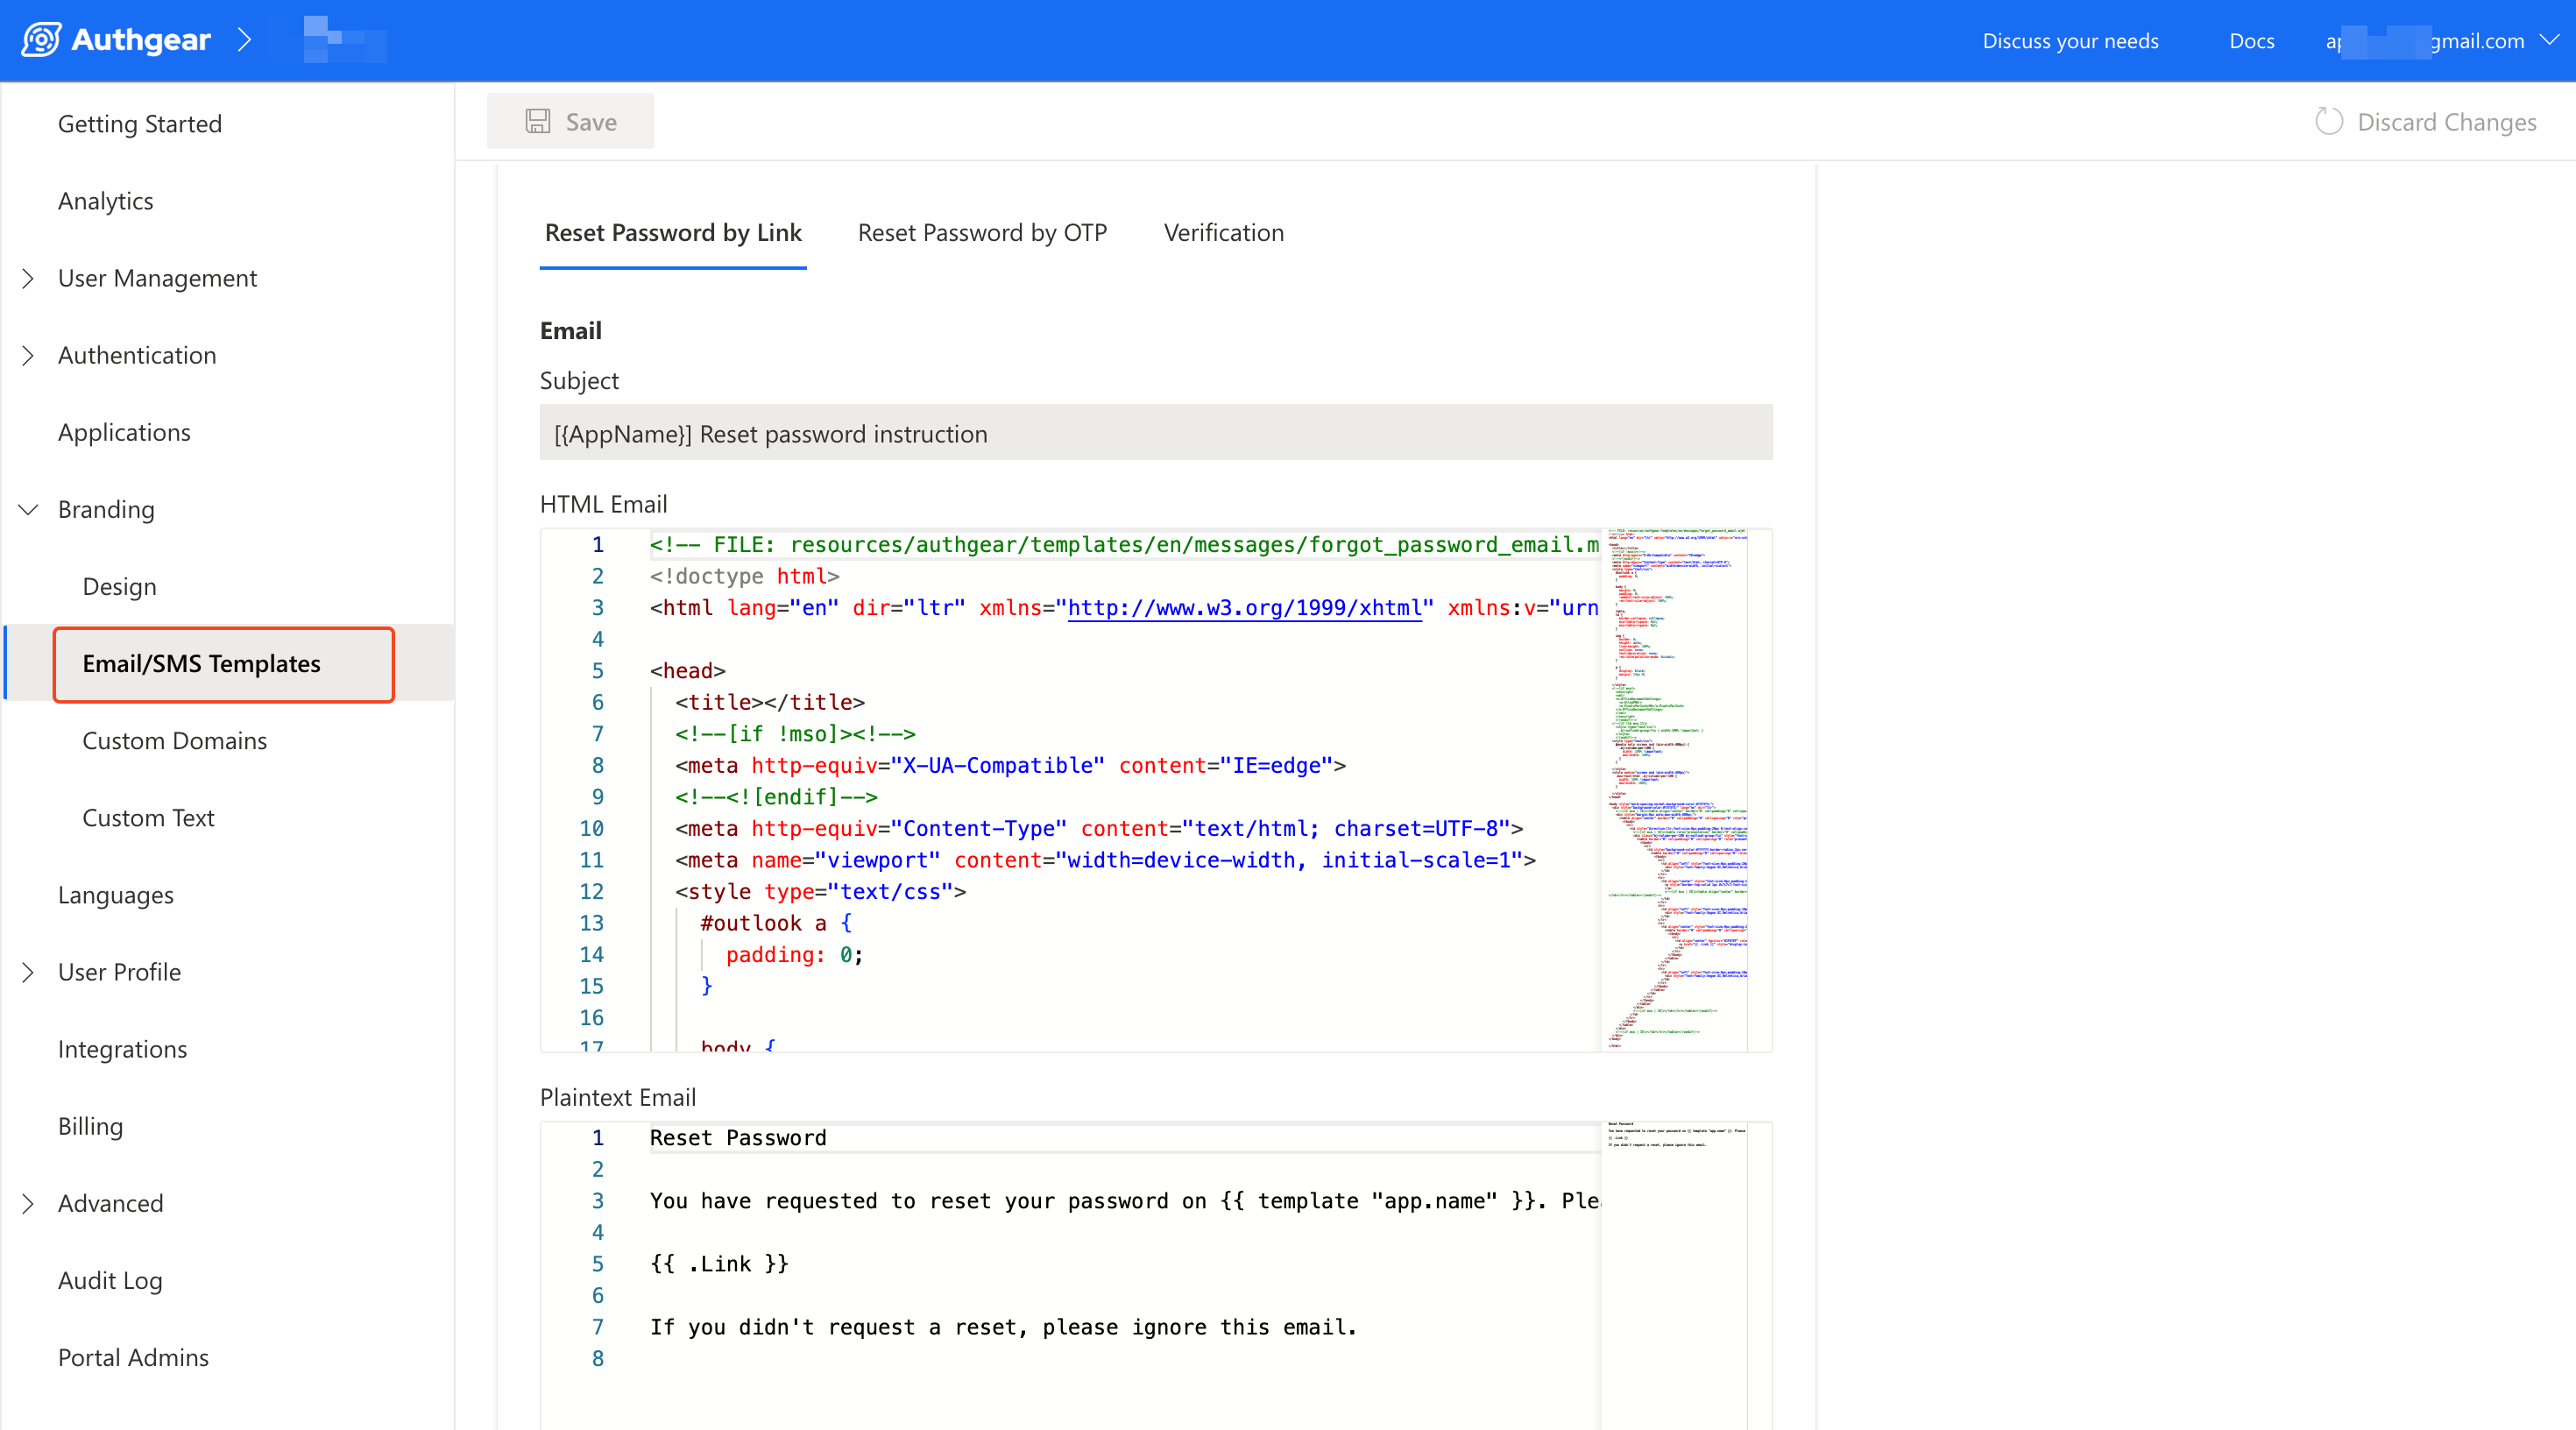 Authgear
Discuss your needs
Docs
gmail.com
Getting Started
Analytics
User Management
Authentication
Applications
Branding
Design
Email/SMS Templates
Custom Domains
Custom Text
Languages
User Profile
Integrations
Billing
Advanced
Audit Log
Portal Admins
Save
Discard Changes
Reset Password by Link
Reset Password by OTP
Verification
Email
Subject
[{{AppName}}] Reset password instruction
HTML Email
1 <!-- FILE: resources/authgear/templates/en/messages/forgot_password_email.m
2 <!doctype html>
3 <html lang="en" dir="ltr" xmlns="http://www.w3.org/1999/xhtml" xmlns:v="urn
4
5 <head>
6 <title></title>
7 <!--[if !mso]><!-->
8 <meta http-equiv="X-UA-Compatible" content="IE=edge">
9 <!--<![endif]-->
10 <meta http-equiv="Content-Type" content="text/html; charset=UTF-8">
11 <meta name="viewport" content="width=device-width, initial-scale=1">
12 <style type="text/css">
13 #outlook a {
14 padding: 0;
15 }
16
17 body {
Plaintext Email
1 Reset Password
2
3 You have requested to reset your password on {{ template "app.name" }}. Plea
4
5 {{ .Link }}
6
7 If you didn't request a reset, please ignore this email.
8